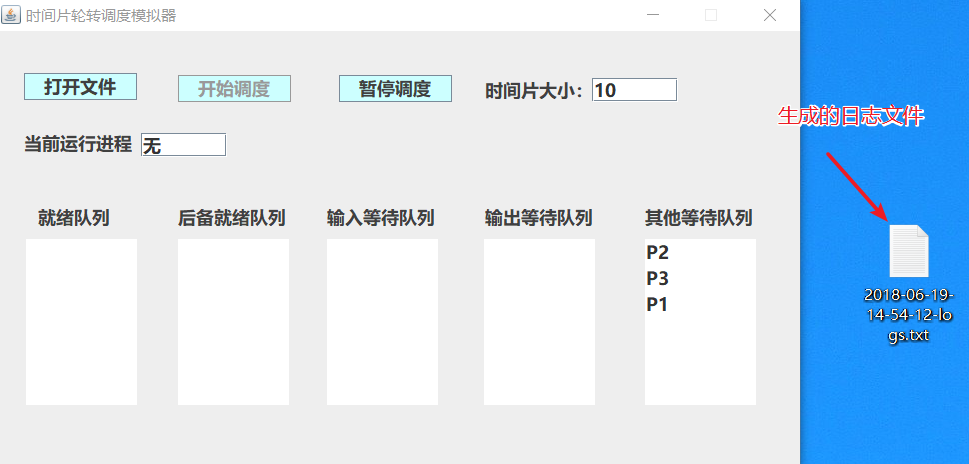 时间片轮转调度模拟器
打开文件
开始调度
暂停调度
时间片大小：
10
生成的日志文件
当前运行进程
无
就绪队列
后备就绪队列
输入等待队列
输出等待队列
其他等待队列
P2
P3
P1
2018-06-19-
14-54-12-lo
gs.txt